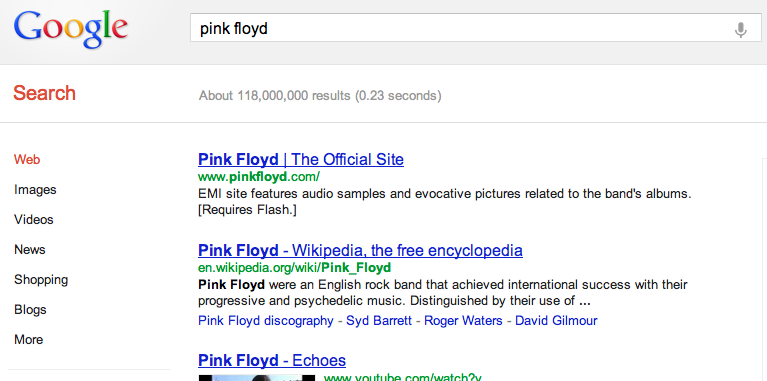 Google
pink floyd
Search
About 118,000,000 results (0.23 seconds)
Web
Images
Videos
News
Shopping
Blogs
More
Pink Floyd | The Official Site
www.pinkfloyd.com/
EMI site features audio samples and evocative pictures related to the band's albums.
[Requires Flash.]
Pink Floyd - Wikipedia, the free encyclopedia
en.wikipedia.org/wiki/Pink_Floyd
Pink Floyd were an English rock band that achieved international success with their
progressive and psychedelic music. Distinguished by their use of ...
Pink Floyd discography - Syd Barrett - Roger Waters - David Gilmour
Pink Floyd - Echoes
www.youtube.com/watch?v